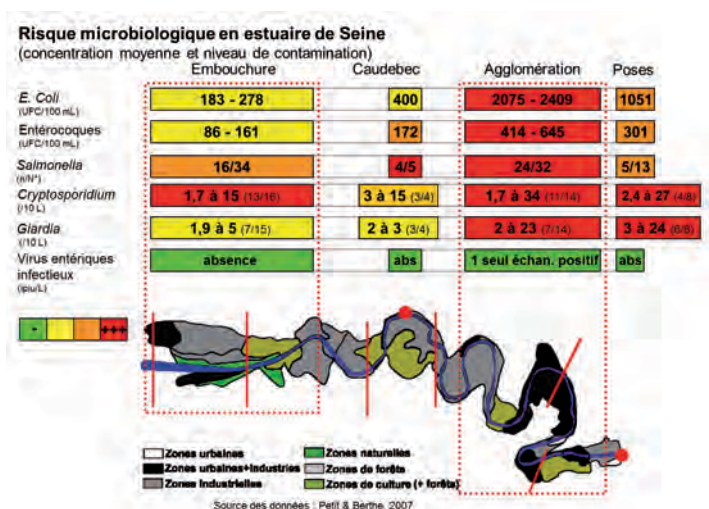 Risque microbiologique en estuaire de Seine
(concentration moyenne et niveau de contamination)
Embouchure Caudebec Agglomération Poses
E. Coli 183 - 278 400 2075 - 2409 1051
(UFC/100 mL)
Entérocoques 86 - 161 172 414 - 645 301
(UFC/100 mL)
Salmonella 16/34 4/5 24/32 5/13
(n/N*)
Cryptosporidium 1,7 à 15 (13/16) 3 à 15 (3/4) 1,7 à 34 (11/14) 2,4 à 27 (4/8)
(/10 L)
Giardia 1,9 à 5 (7/15) 2 à 3 (3/4) 2 à 23 (7/14) 3 à 24 (6/8)
(/10 L)
Virus entériques absence abs 1 seul échan. positif abs
infectieux
- +++
Zones urbaines Zones naturelles
Zones urbaines+industries Zones de forêts
Zones industrielles Zones de culture (+ forêts)
Source des données : Petit & Berthe, 2007